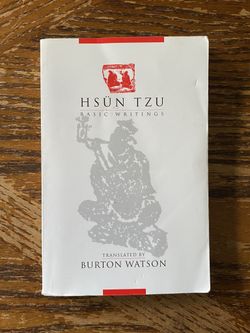 HSÜN TZU
BASIC WRITINGS
TRANSLATED BY
BURTON WATSON